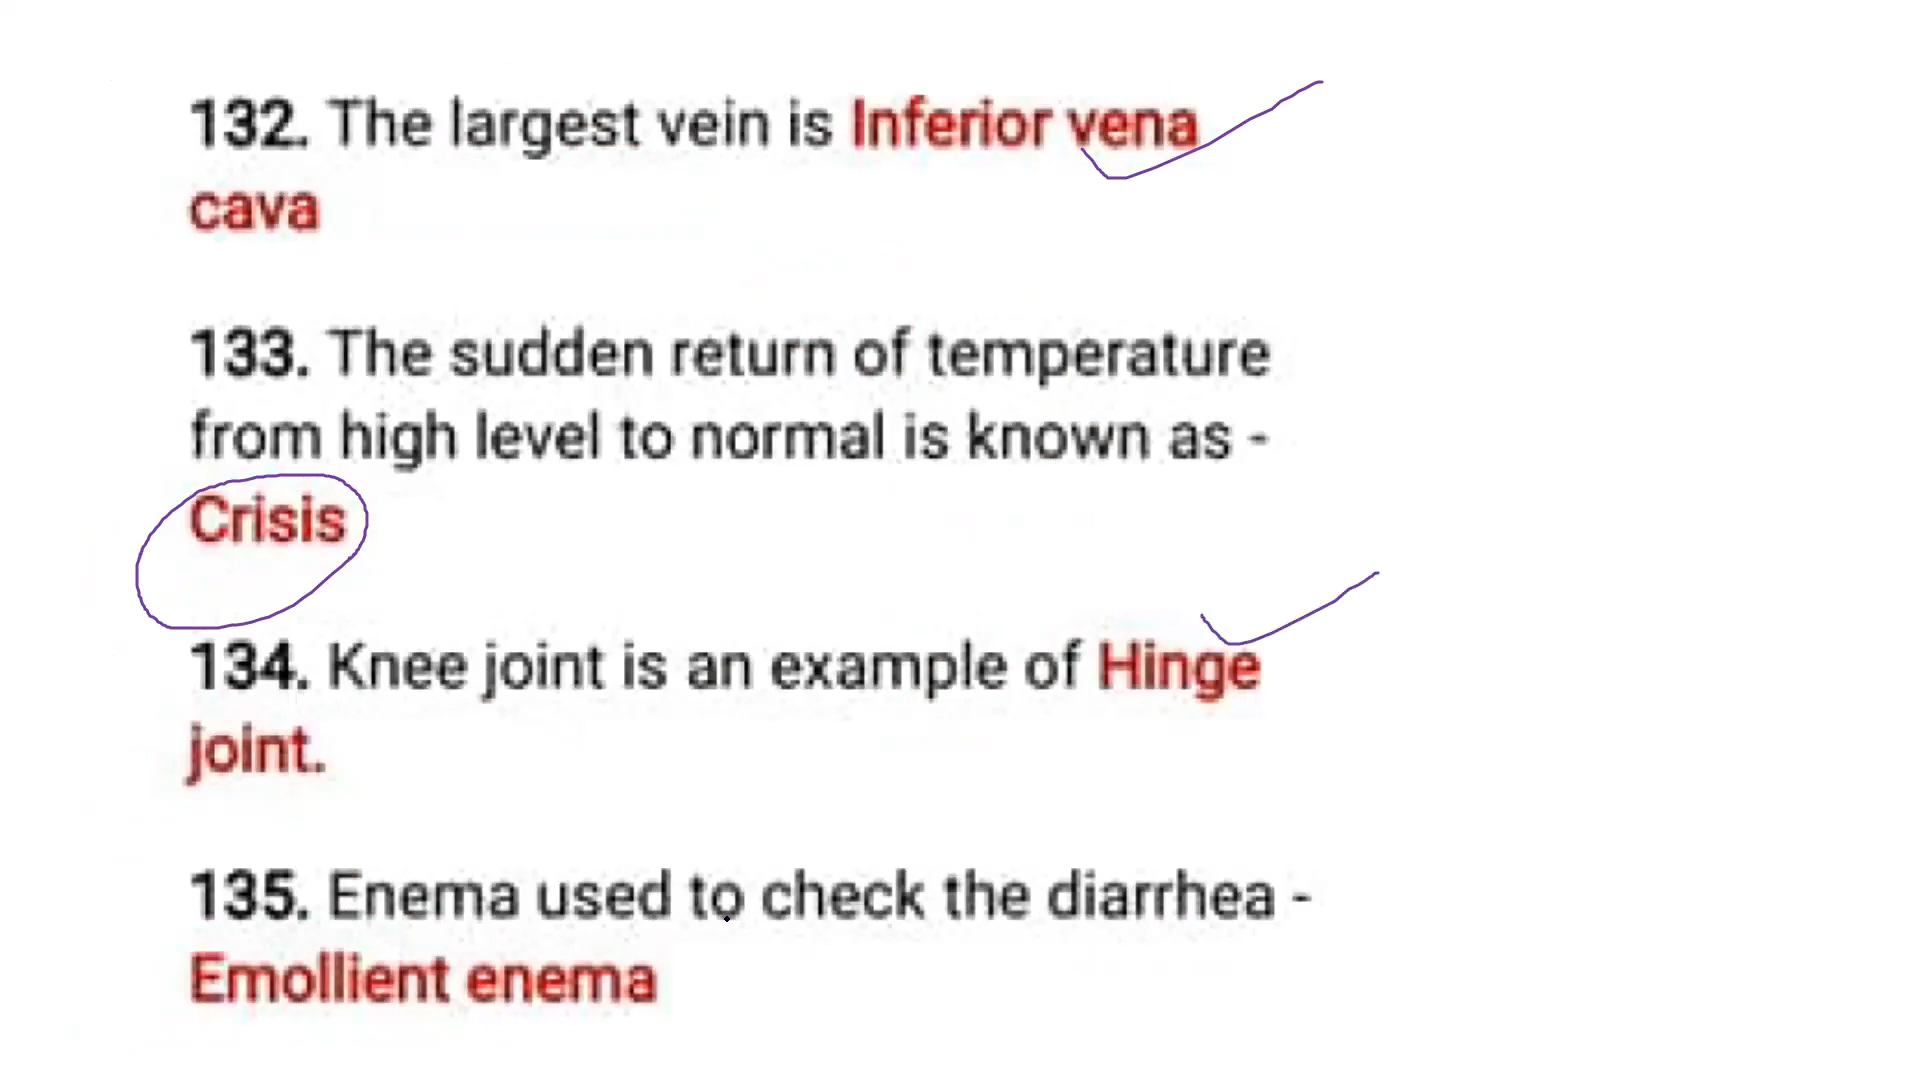 132. The largest vein is Inferior vena
cava
133. The sudden return of temperature
from high level to normal is known as -
Crisis
134. Knee joint is an example of Hinge
joint.
135. Enema used to check the diarrhea -
Emollient enema